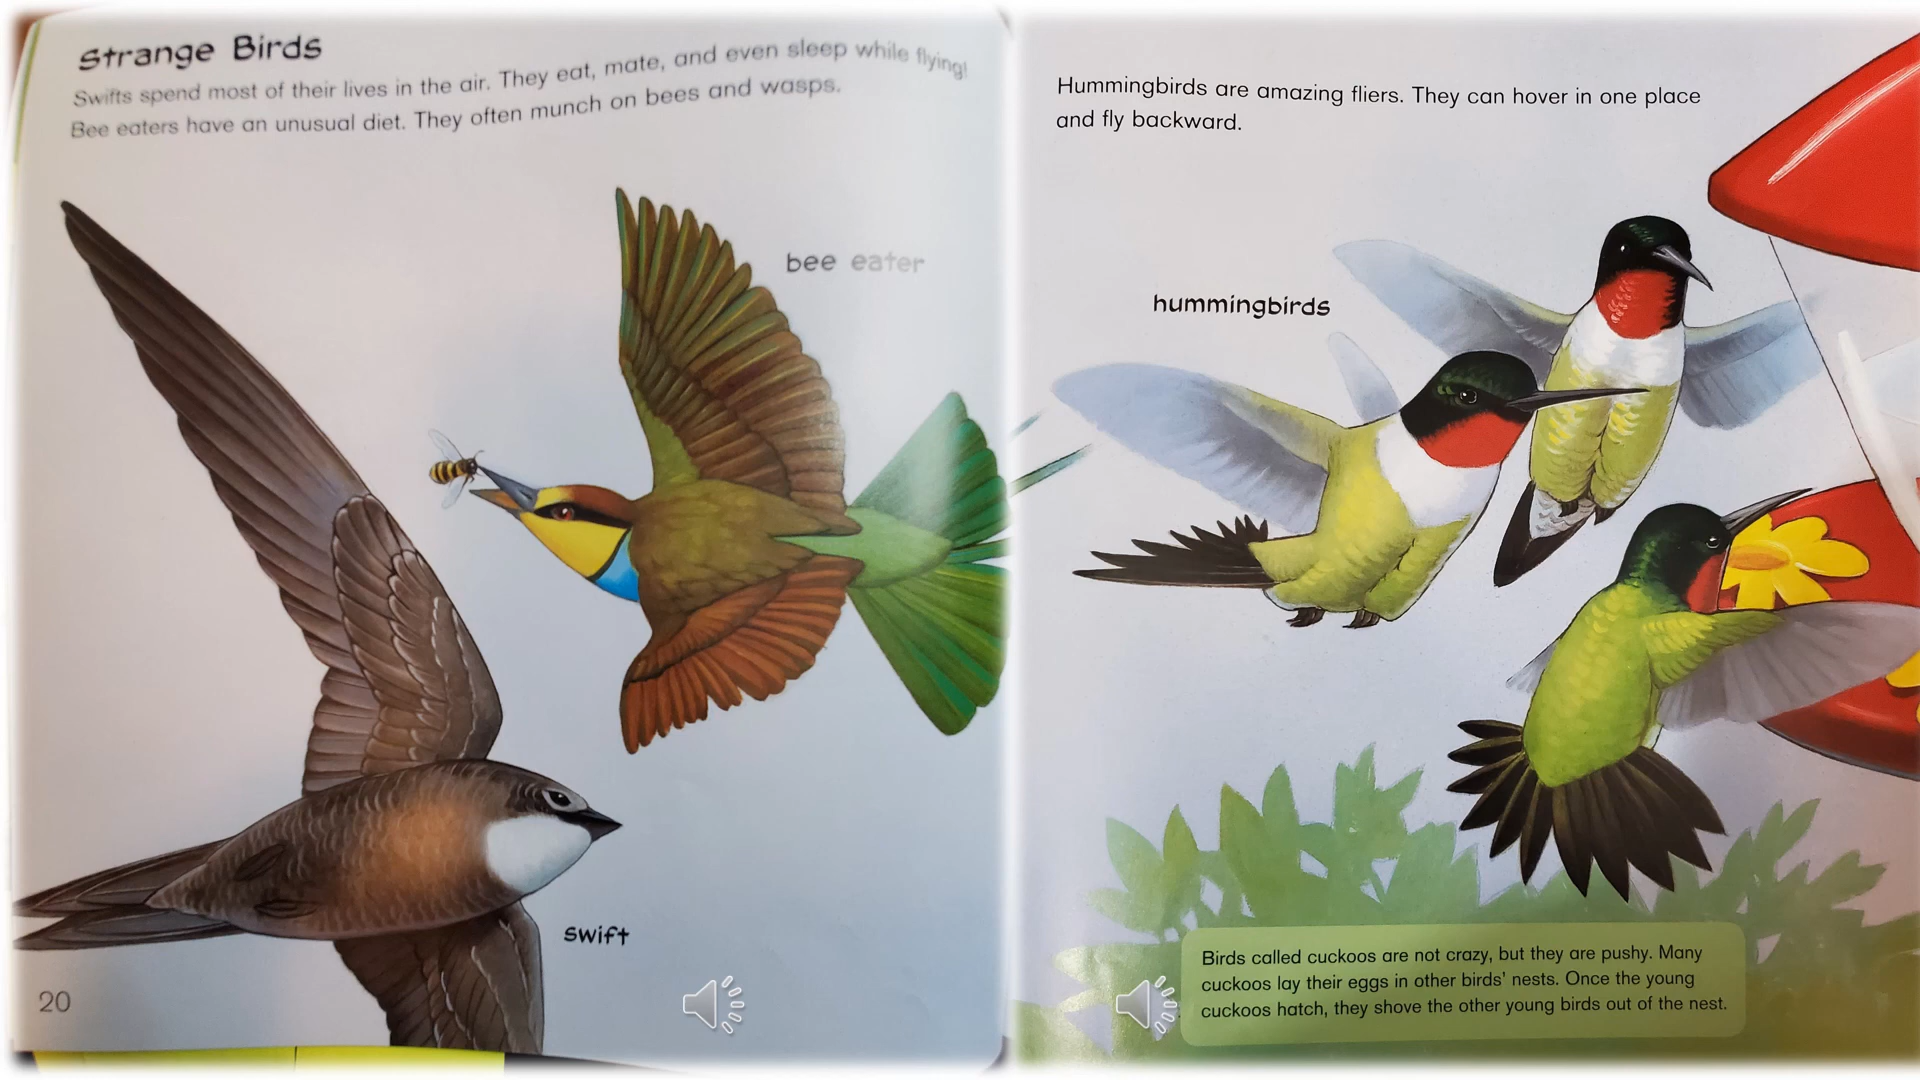 Strange Birds
Swifts spend most of their lives in the air. They eat, mate, and even sleep while flying!
Bee eaters have an unusual diet. They often munch on bees and wasps.
bee eater
swift
20
Hummingbirds are amazing fliers. They can hover in one place
and fly backward.
hummingbirds
Birds called cuckoos are not crazy, but they are pushy. Many
cuckoos lay their eggs in other birds' nests. Once the young
cuckoos hatch, they shove the other young birds out of the nest.